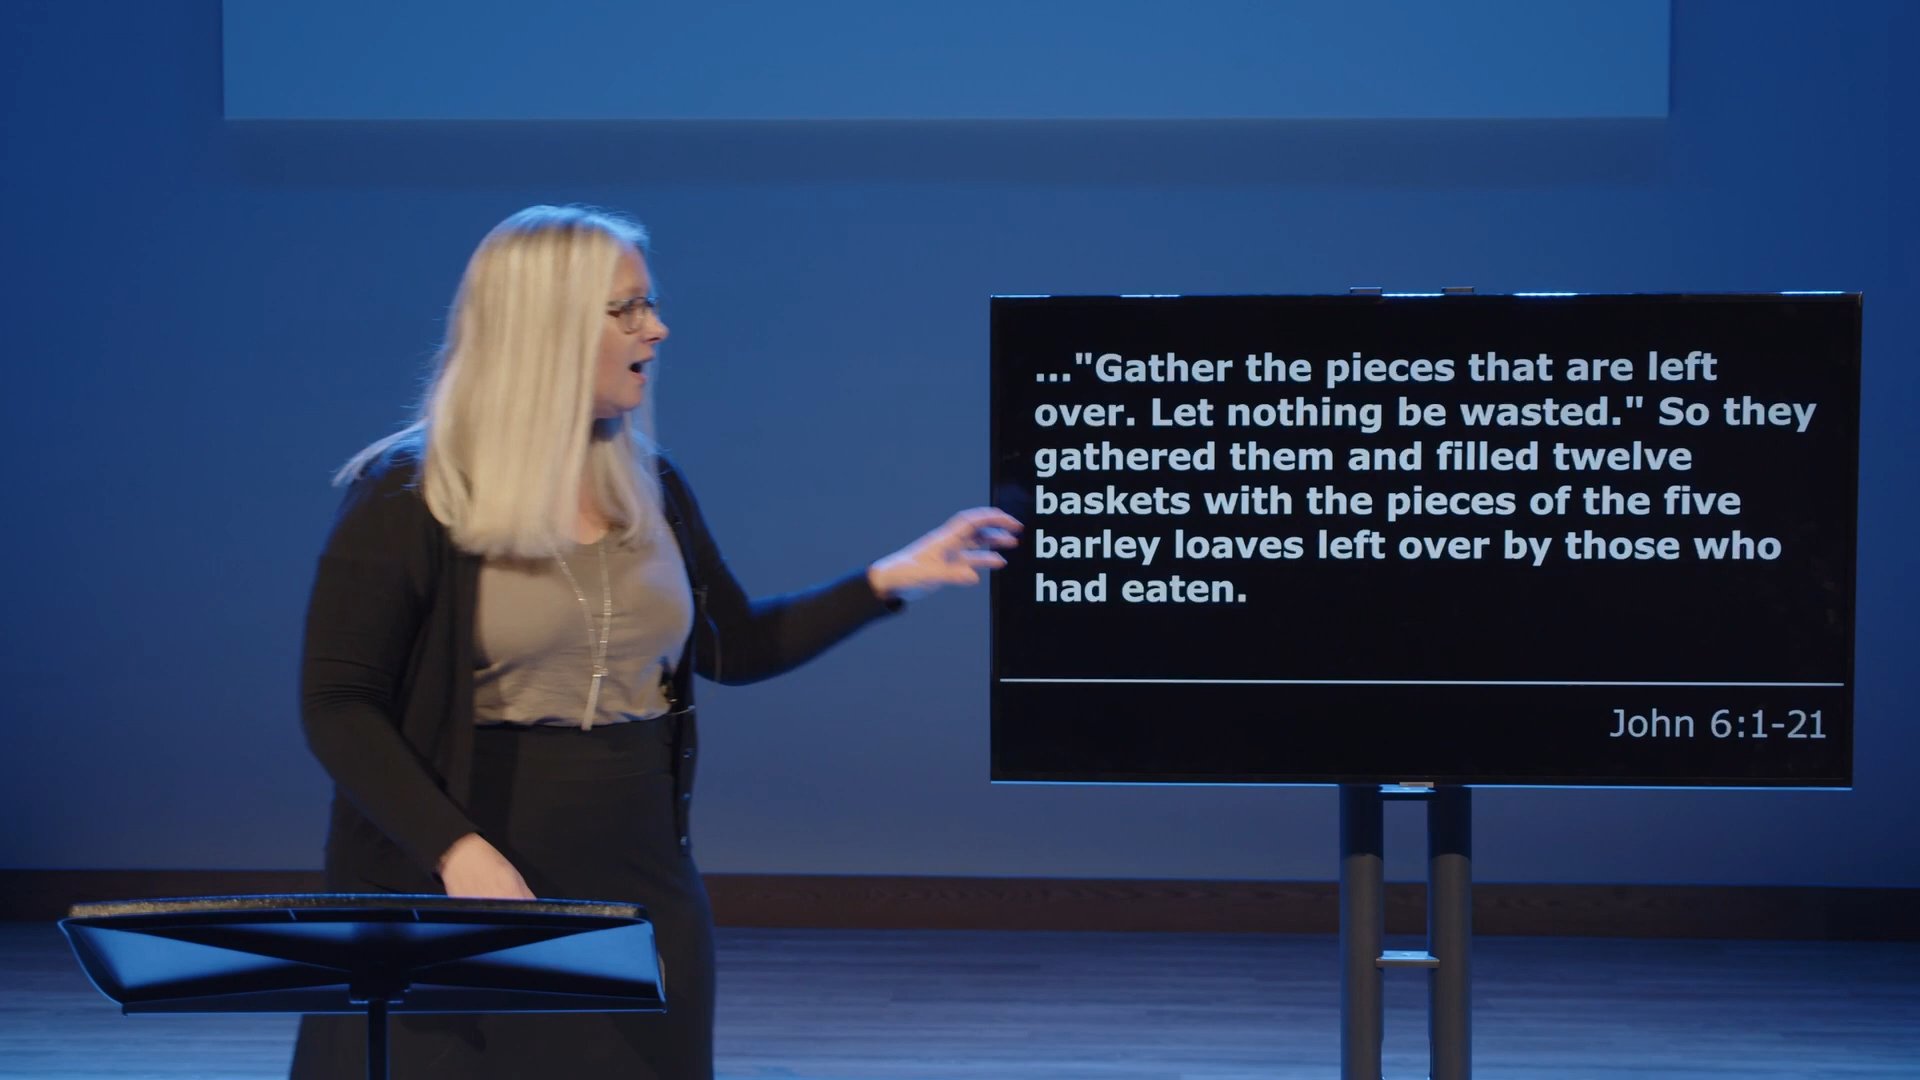 ..."Gather the pieces that are left
over. Let nothing be wasted." So they
gathered them and filled twelve
baskets with the pieces of the five
barley loaves left over by those who
had eaten.
John 6:1-21